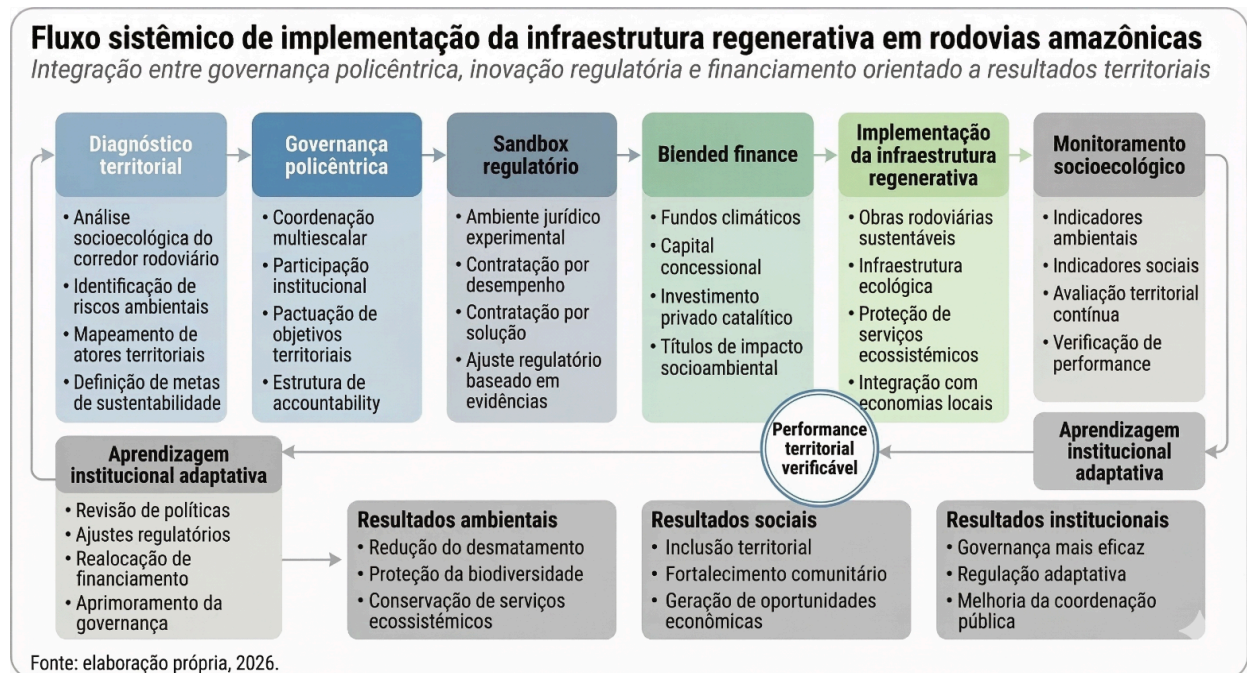 Fluxo sistêmico de implementação da infraestrutura regenerativa em rodovias amazônicas
Integração entre governança policêntrica, inovação regulatória e financiamento orientado a resultados territoriais
Diagnóstico
territorial
• Análise
socioecológica do
corredor rodoviário
• Identificação de
riscos ambientais
• Mapeamento de
atores territoriais
• Definição de metas
de sustentabilidade
Governança
policêntrica
• Coordenação
multiescalar
• Participação
institucional
• Pactuação de
objetivos
territoriais
• Estrutura de
accountability
Sandbox
regulatório
• Ambiente jurídico
experimental
• Contratação por
desempenho
• Contratação por
solução
• Ajuste regulatório
baseado em
evidências
Blended finance
• Fundos climáticos
• Capital
concessional
• Investimento
privado catalítico
• Títulos de impacto
socioambiental
Implementação
da infraestrutura
regenerativa
• Obras rodoviárias
sustentáveis
• Infraestrutura
ecológica
• Proteção de
serviços
ecossistémicos
• Integração com
economias locais
Monitoramento
socioecológico
• Indicadores
ambientais
• Indicadores sociais
• Avaliação territorial
contínua
• Verificação de
performance
Aprendizagem
institucional adaptativa
• Revisão de políticas
• Ajustes regulatórios
• Realocação de
financiamento
• Aprimoramento da
governança
Performance
territorial
verificável
Aprendizagem
institucional
adaptativa
Resultados ambientais
• Redução do desmatamento
• Proteção da biodiversidade
• Conservação de serviços
ecossistémicos
Resultados sociais
• Inclusão territorial
• Fortalecimento comunitário
• Geração de oportunidades
econômicas
Resultados institucionais
• Governança mais eficaz
• Regulação adaptativa
• Melhoria da coordenação
pública
Fonte: elaboração própria, 2026.